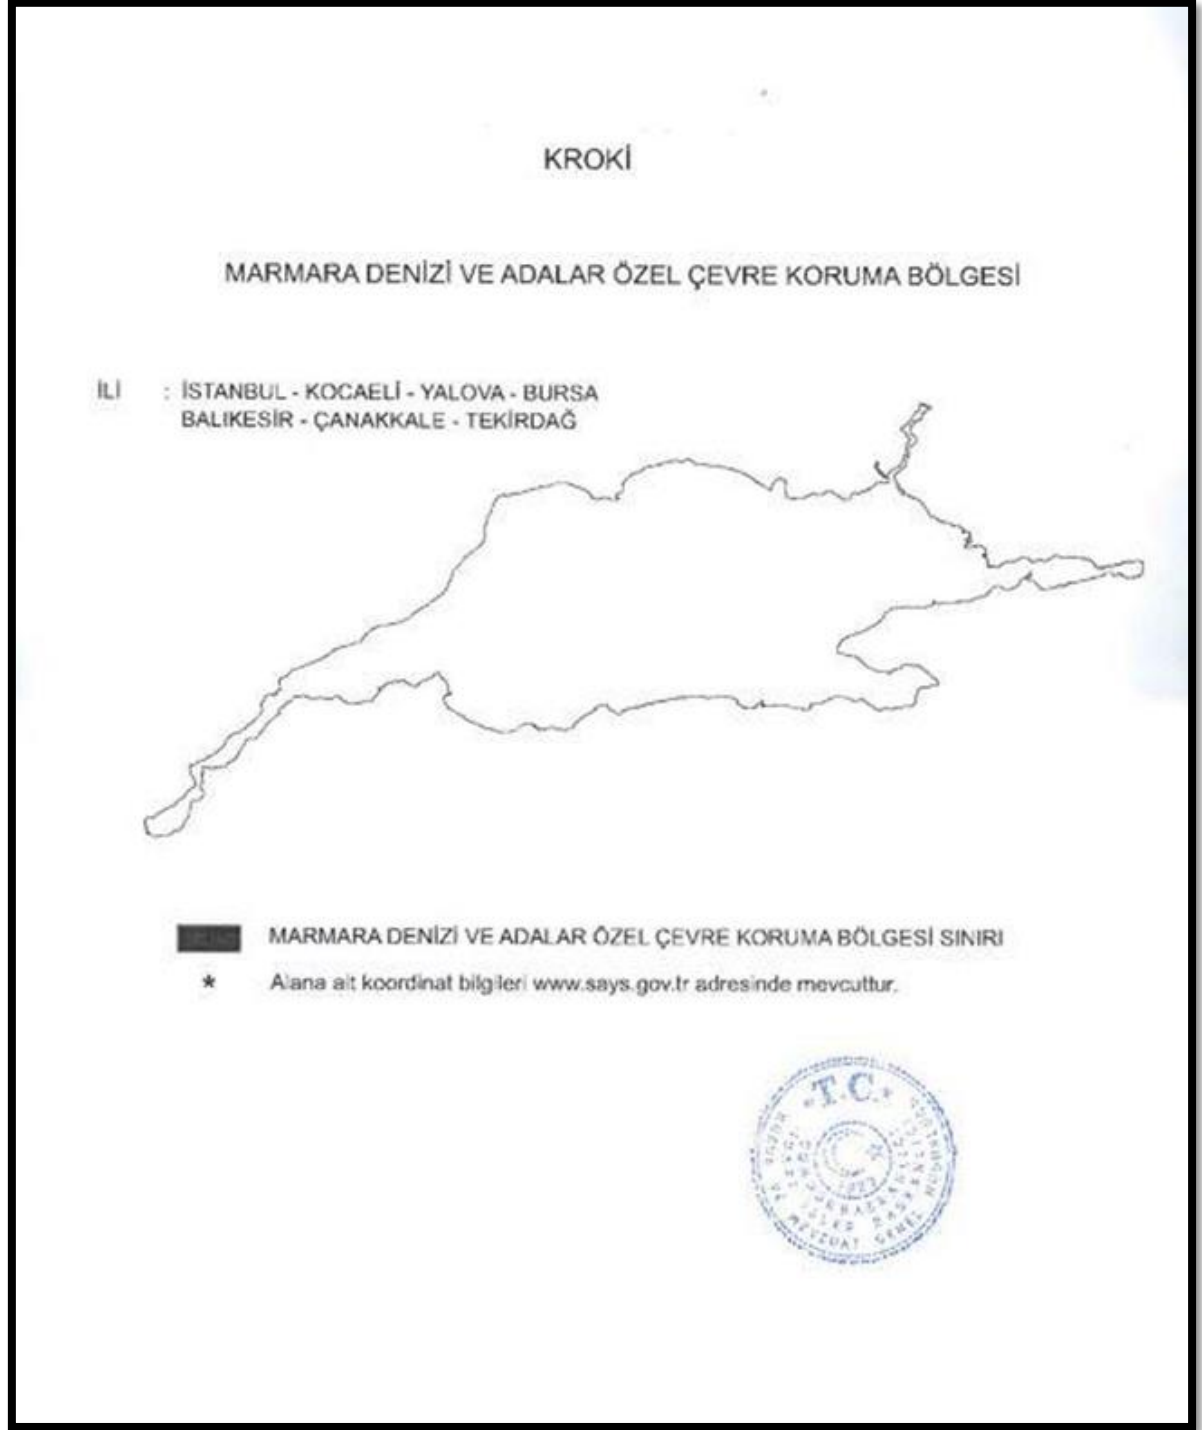 KROKİ
MARMARA DENİZİ VE ADALAR ÖZEL ÇEVRE KORUMA BÖLGESİ
İLİ : İSTANBUL - KOCAELİ - YALOVA - BURSA
BALIKESİR - ÇANAKKALE - TEKİRDAĞ
MARMARA DENİZİ VE ADALAR ÖZEL ÇEVRE KORUMA BÖLGESİ SINIRI
* Alana ait koordinat bilgileri www.says.gov.tr adresinde mevcuttur.
T.C.
MEVZUAT GENEL